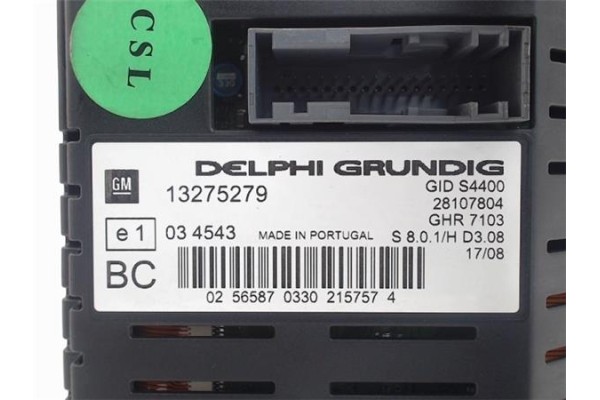 CSL
DELPHI GRUNDIG
GM 13275279 GID S4400
28107804
GHR 7103
e1 03 4543 MADE IN PORTUGAL S 8.0.1/H D3.08
17/08
BC
02 56587 0330 215757 4